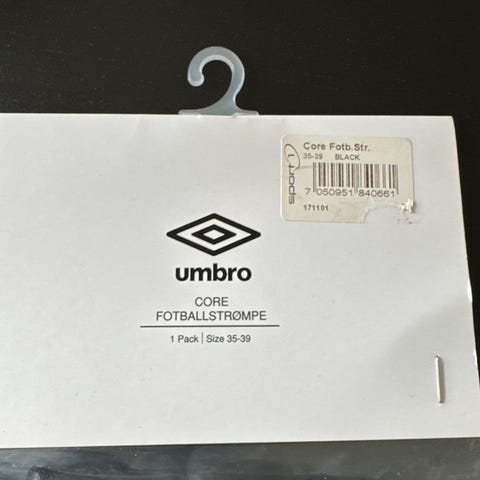 Core Fotb.Str.
35-39 BLACK
7 050951 840661
171101
sport 1
umbro
CORE
FOTBALLSTRØMPE
1 Pack | Size 35-39